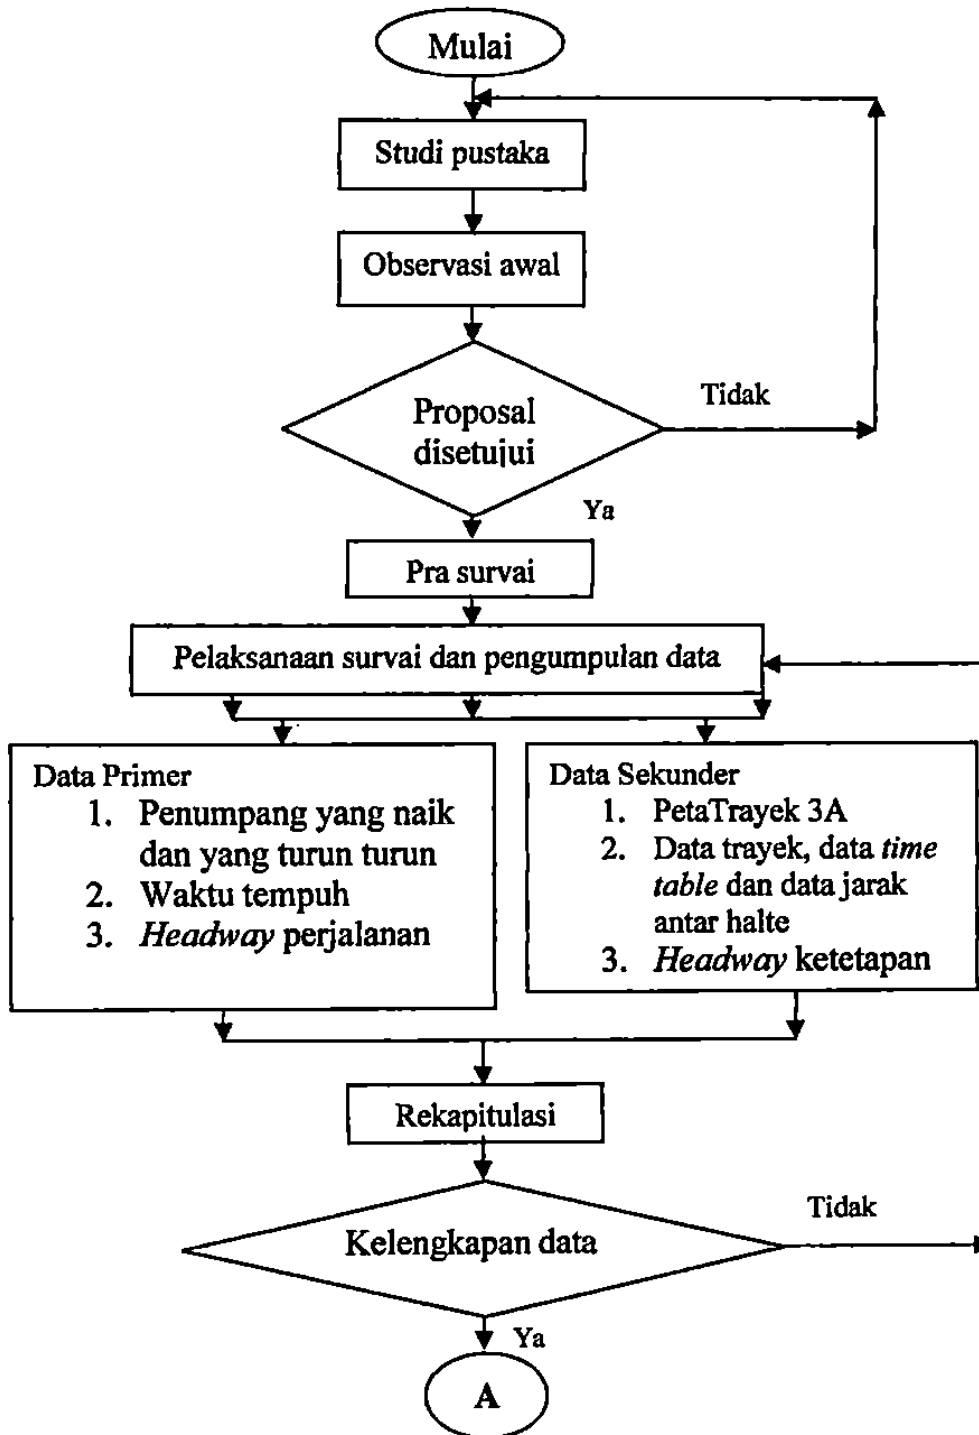 Mulai
Studi pustaka
Observasi awal
Proposal
disetujui
Tidak
Ya
Pra survai
Pelaksanaan survai dan pengumpulan data
Data Primer
1. Penumpang yang naik
dan yang turun turun
2. Waktu tempuh
3. Headway perjalanan
Data Sekunder
1. PetaTrayek 3A
2. Data trayek, data time
table dan data jarak
antar halte
3. Headway ketetapan
Rekapitulasi
Kelengkapan data
Tidak
Ya
A